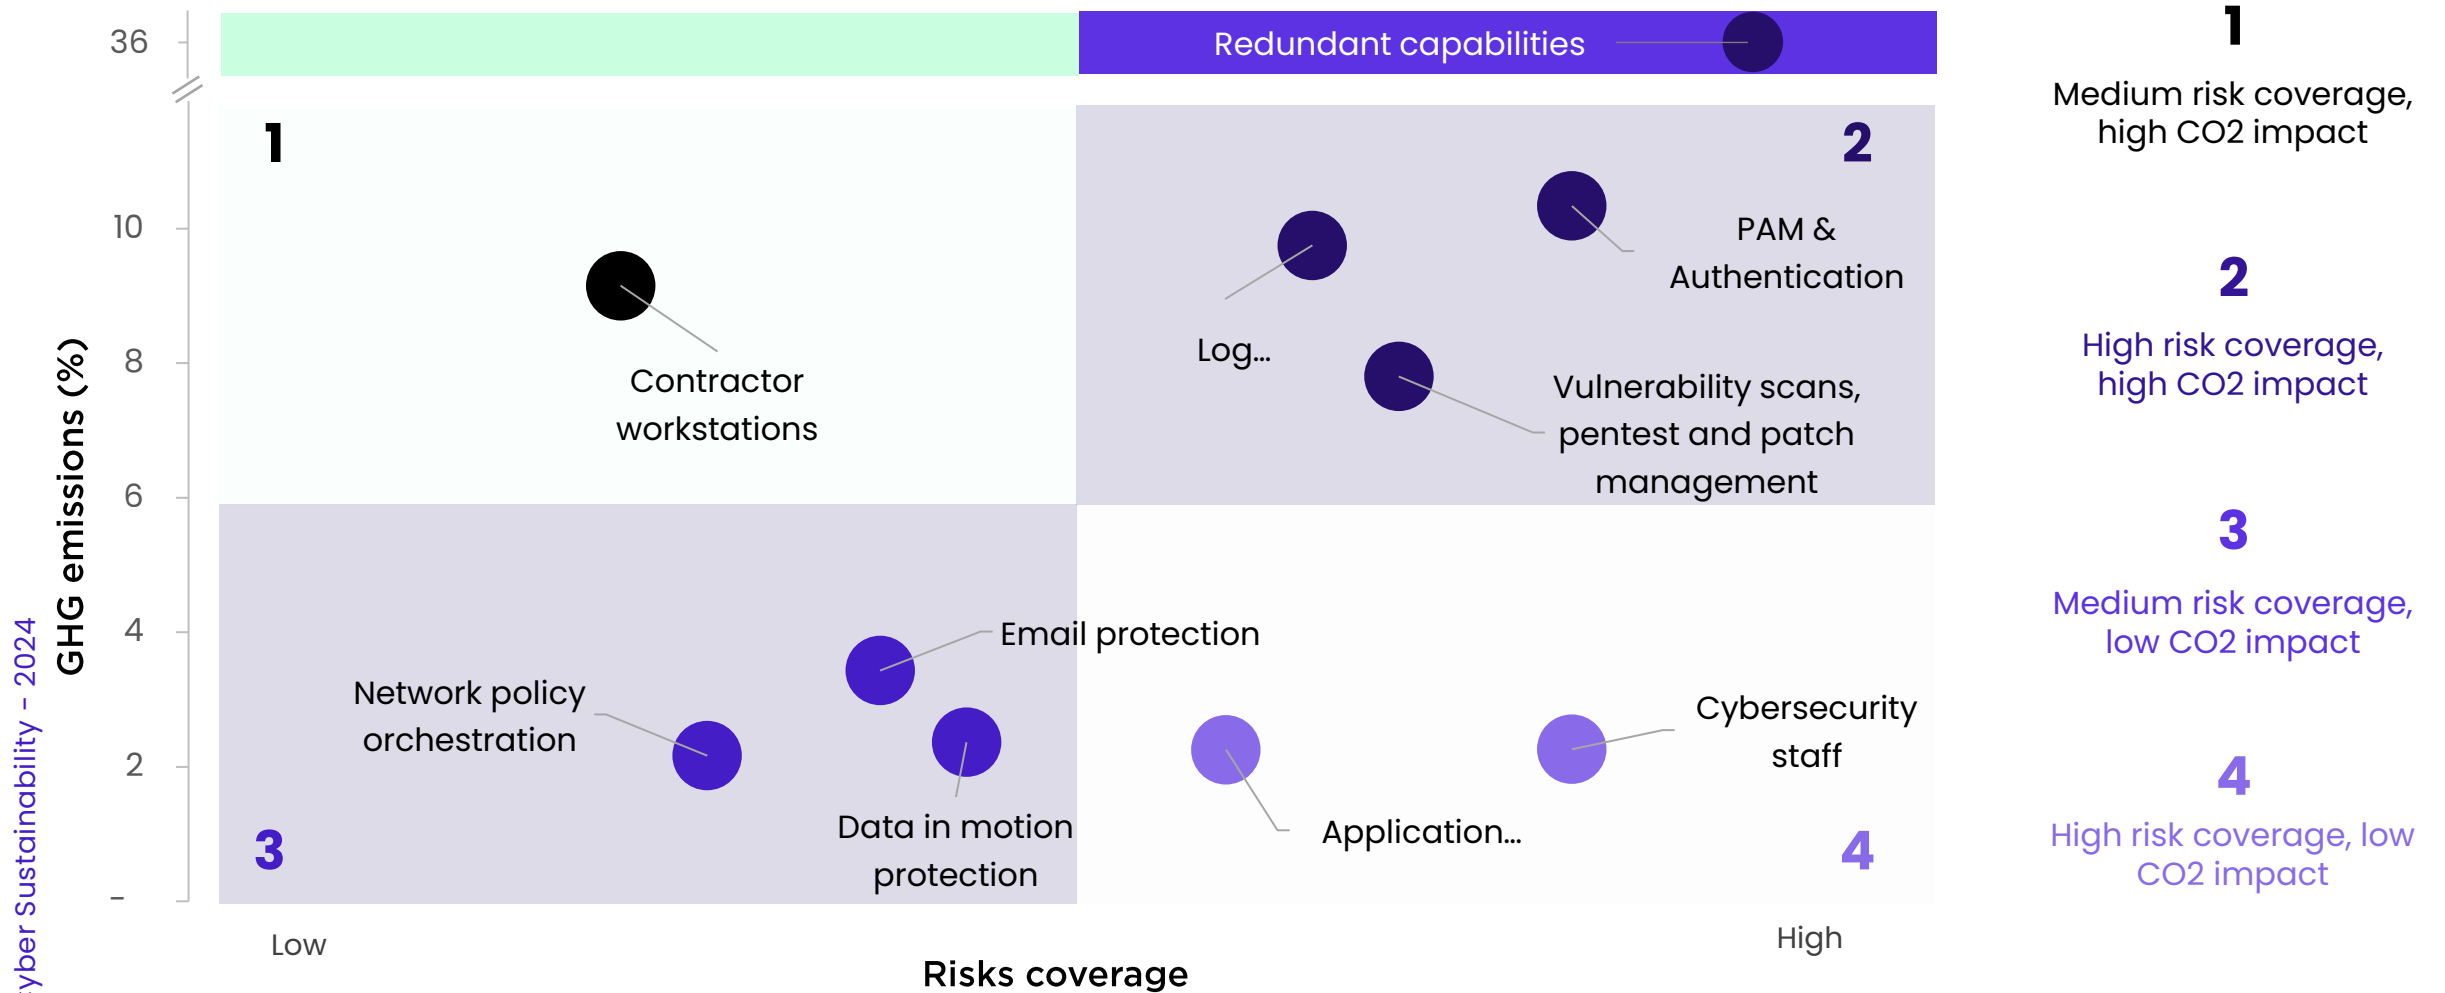 36
Redundant capabilities
1
2
10
PAM &
Authentication
Log...
8
Contractor
workstations
Vulnerability scans,
pentest and patch
management
6
GHG emissions (%)
4
Email protection
Network policy
orchestration
Cybersecurity
staff
2
Data in motion
protection
Application...
3
4
-
Low
High
Risks coverage
Sustainability - 2024
1
Medium risk coverage,
high CO2 impact
2
High risk coverage,
high CO2 impact
3
Medium risk coverage,
low CO2 impact
4
High risk coverage, low
CO2 impact